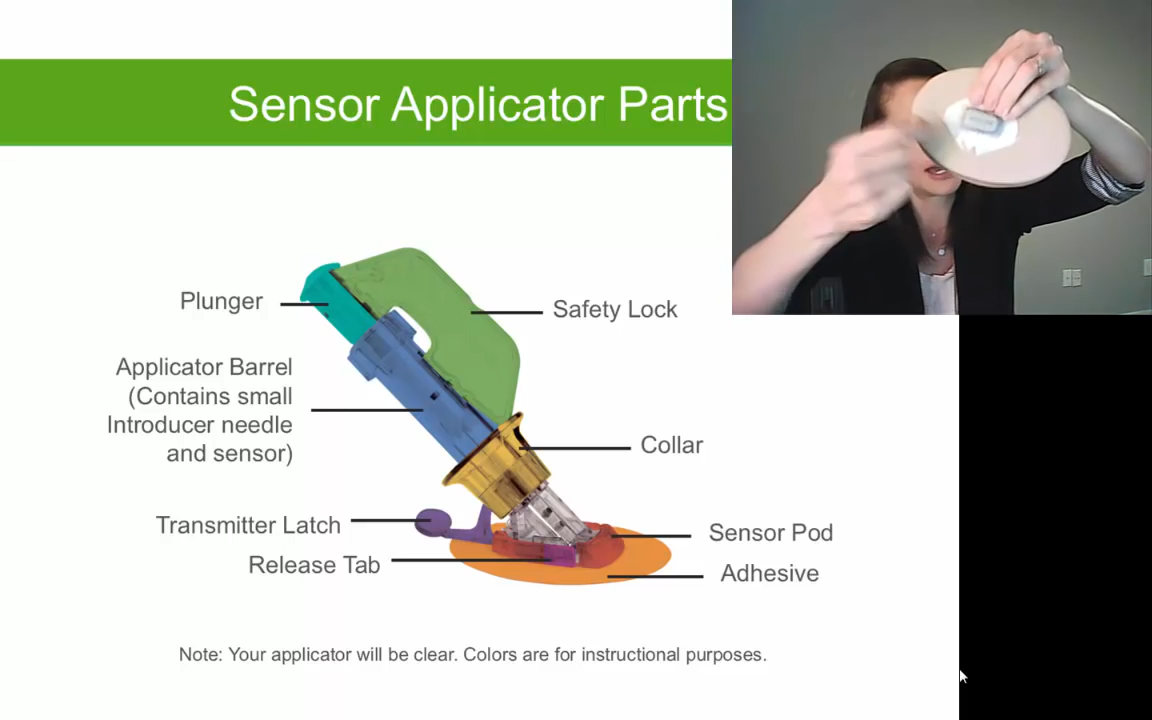 Sensor Applicator Parts
Plunger
Safety Lock
Applicator Barrel
(Contains small
Introducer needle
and sensor)
Collar
Transmitter Latch
Sensor Pod
Release Tab
Adhesive
Note: Your applicator will be clear. Colors are for instructional purposes.